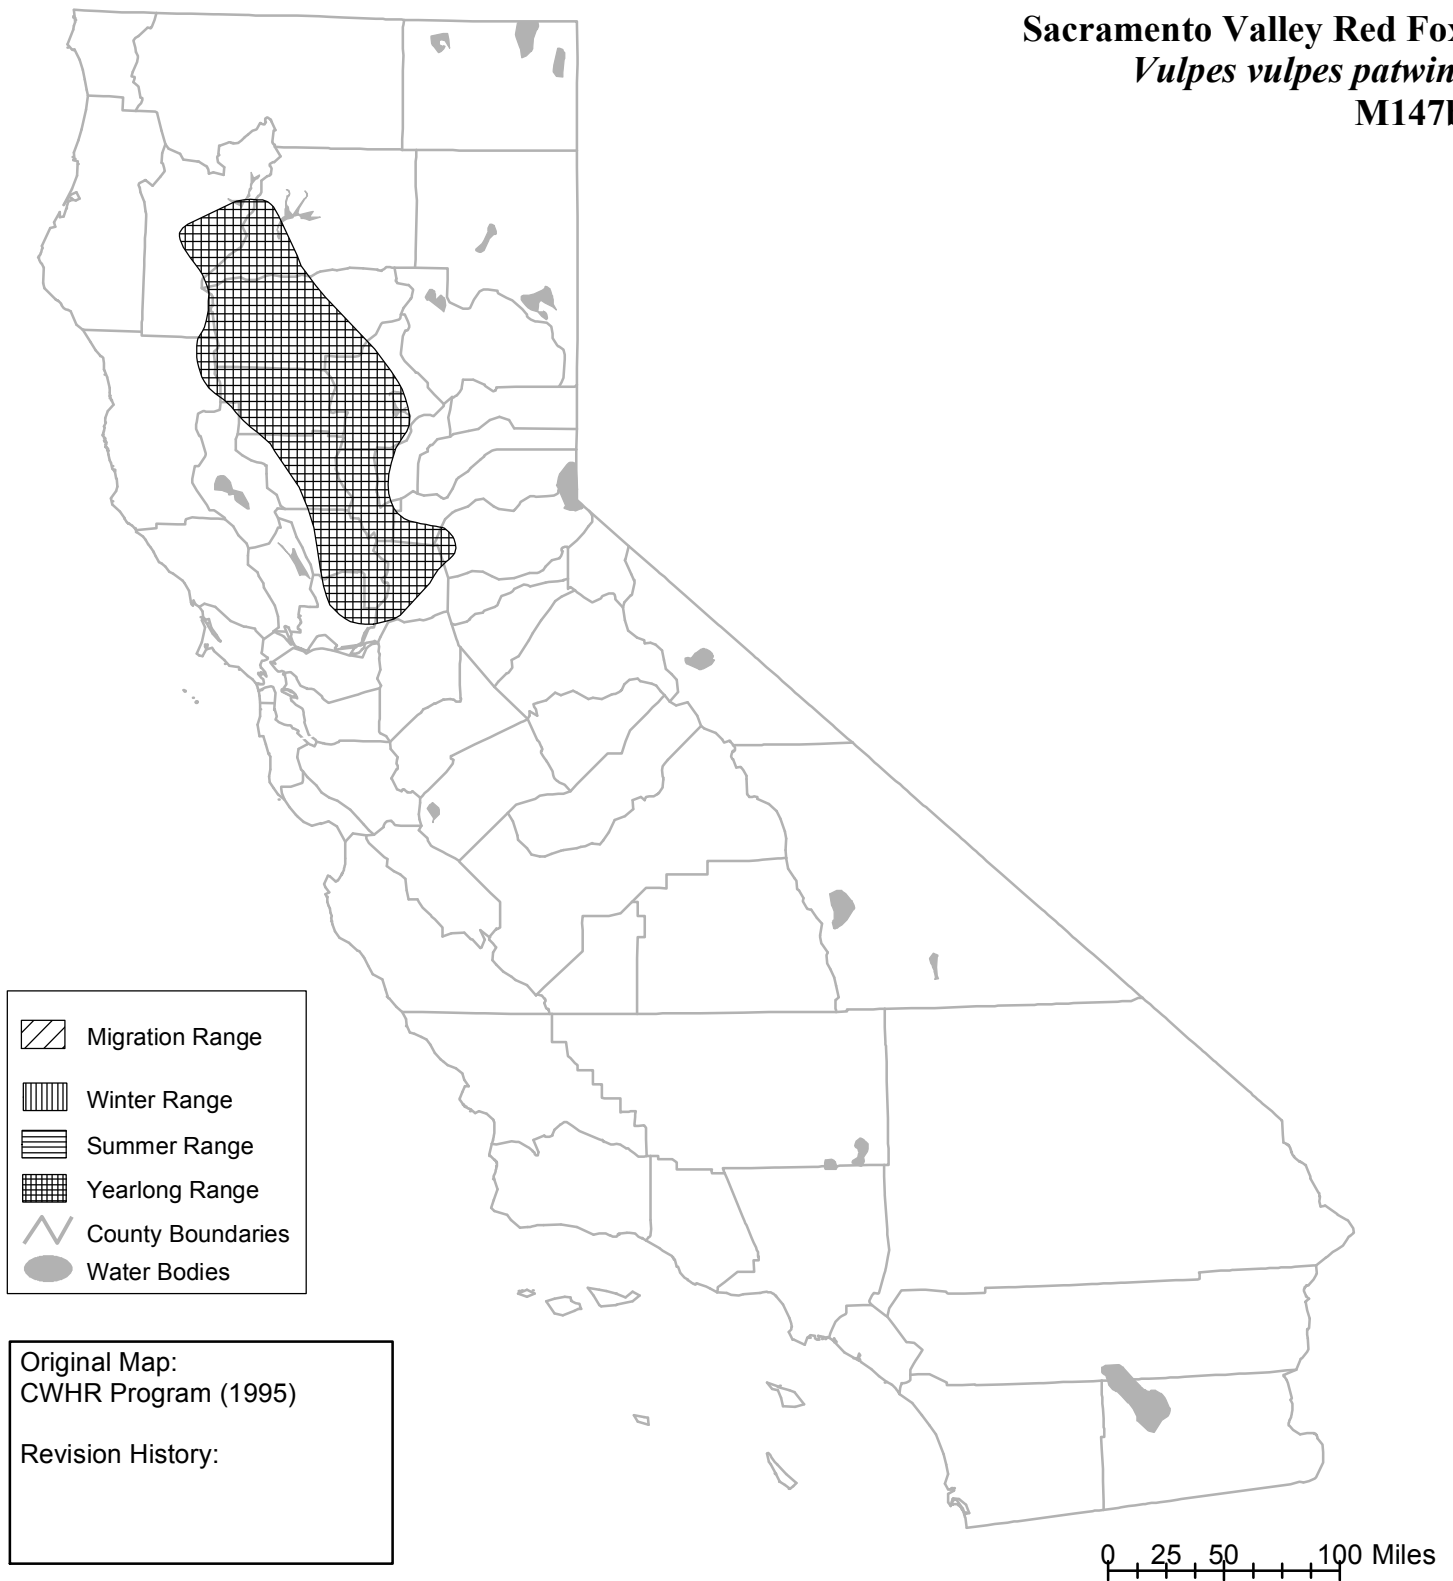 Sacramento Valley Red Fox
Vulpes vulpes patwin
M147
Migration Range
Winter Range
Summer Range
Yearlong Range
County Boundaries
Water Bodies
Original Map:
CWHR Program (1995)
Revision History:
0 25 50 100 Miles